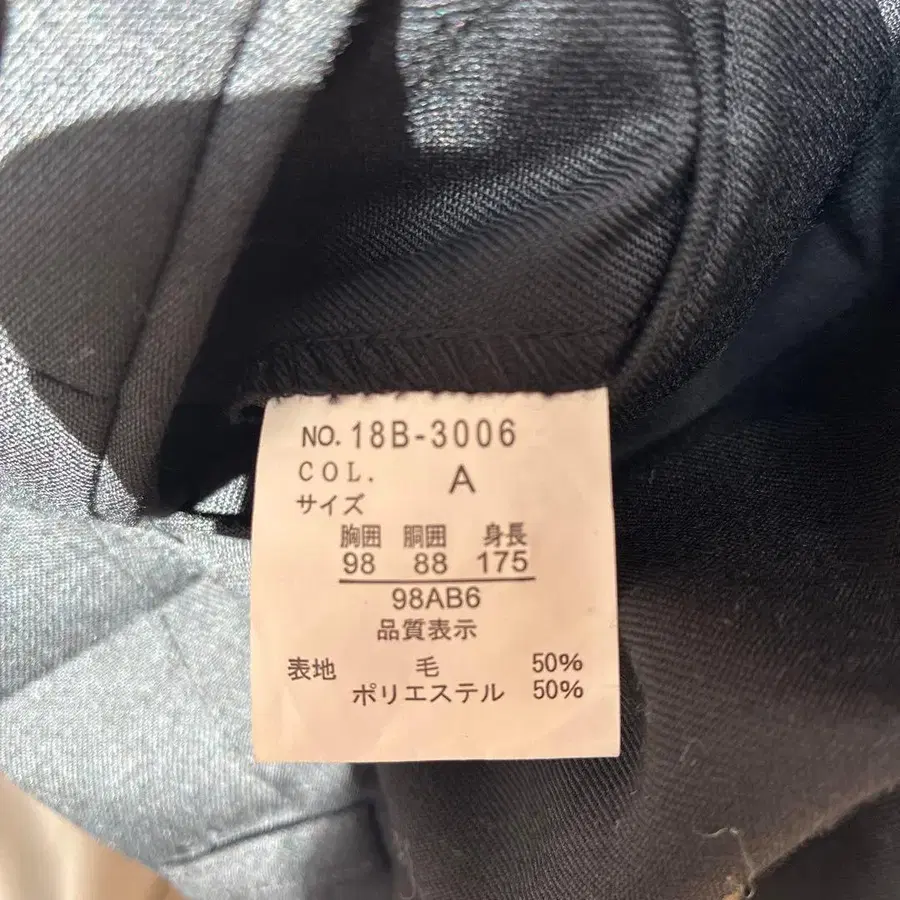 NO. 18B-3006
COL. A
サイズ
胸囲 胴囲 身長
98 88 175
98AB6
品質表示
表地 毛 50%
ポリエステル 50%